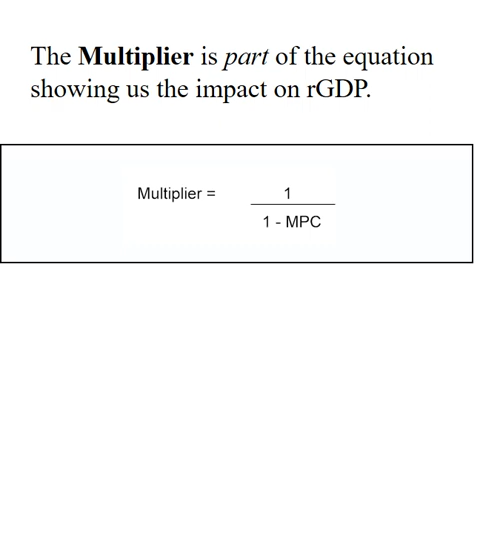 The Multiplier is part of the equation
showing us the impact on rGDP.
Multiplier =
1
1 - MPC